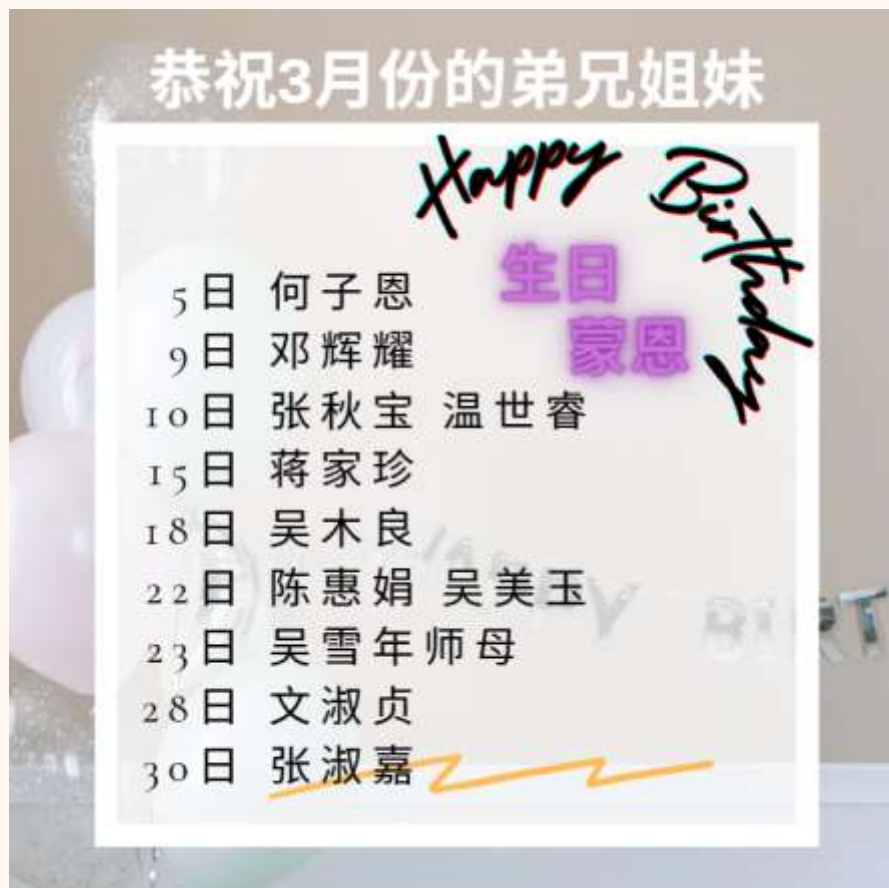 恭祝3月份的弟兄姐妹
Happy Birthday
生日
蒙恩
5日 何子恩
9日 邓辉耀
10日 张秋宝 温世睿
15日 蒋家珍
18日 吴木良
22日 陈惠娟 吴美玉
23日 吴雪年师母
28日 文淑贞
30日 张淑嘉